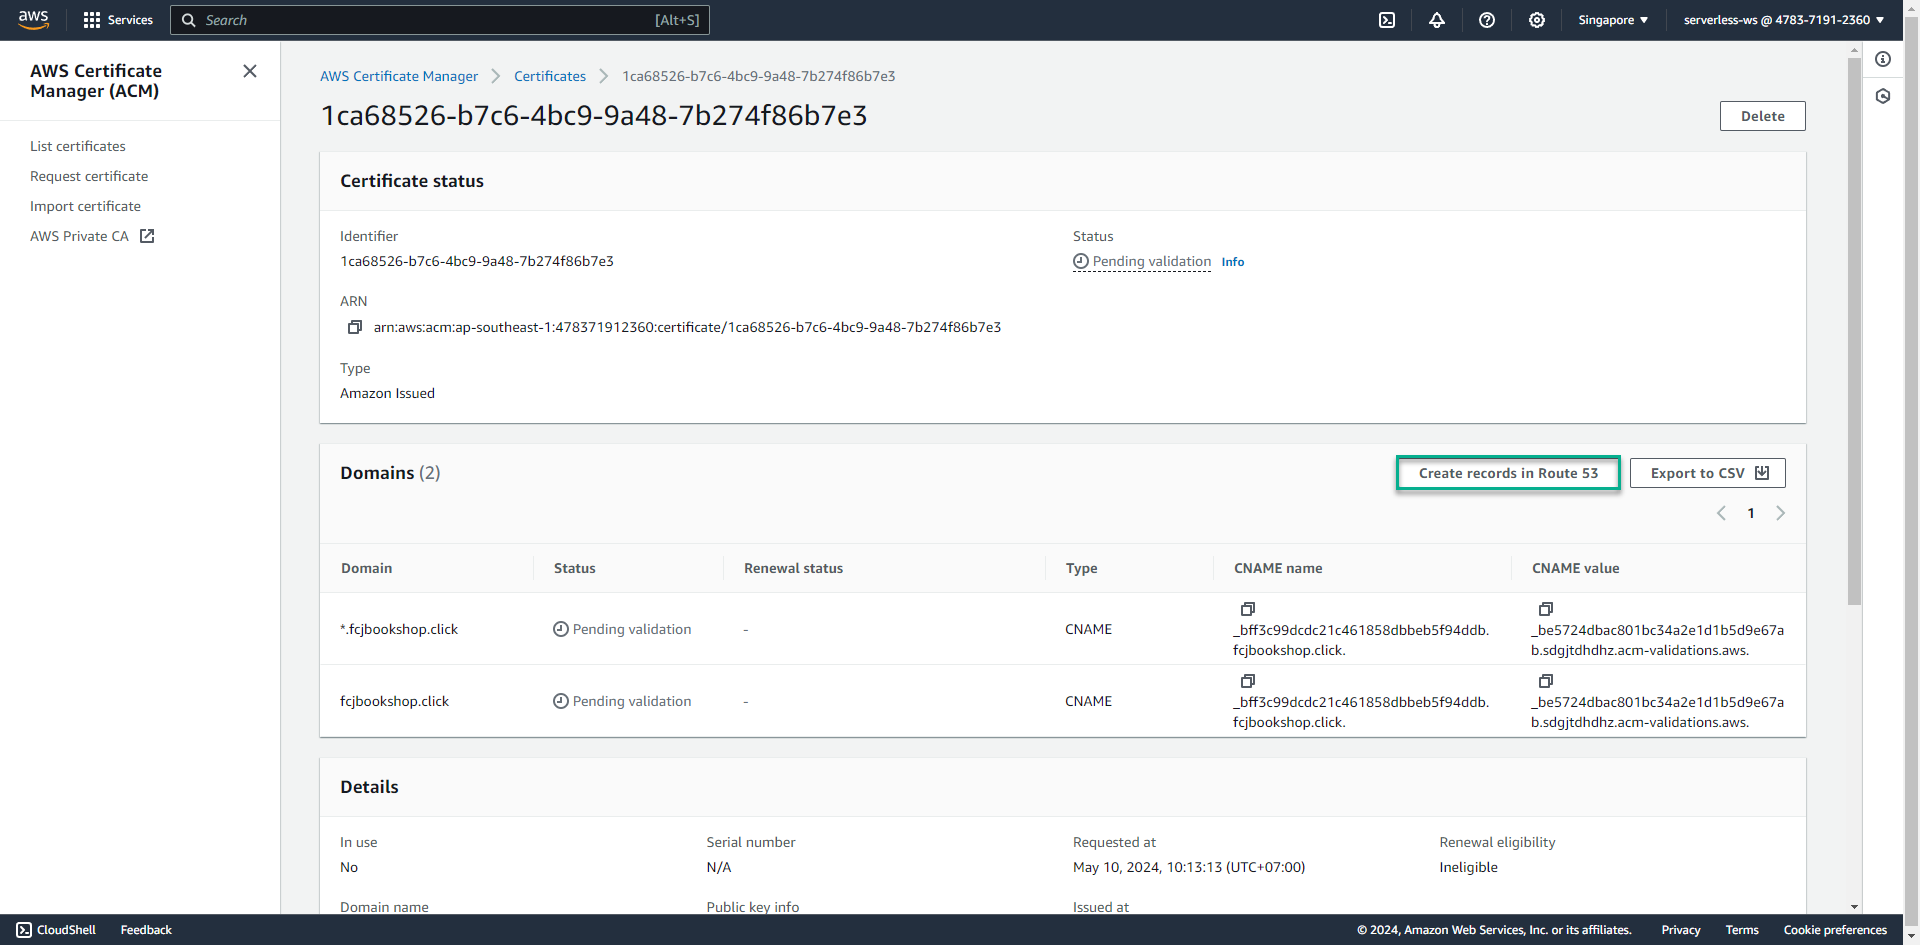 aws
Services
Search
[Alt+S]
Singapore
serverless-ws @ 4783-7191-2360
AWS Certificate
Manager (ACM)
List certificates
Request certificate
Import certificate
AWS Private CA
AWS Certificate Manager
Certificates
1ca68526-b7c6-4bc9-9a48-7b274f86b7e3
1ca68526-b7c6-4bc9-9a48-7b274f86b7e3
Delete
Certificate status
Identifier
1ca68526-b7c6-4bc9-9a48-7b274f86b7e3
Status
Pending validation Info
ARN
arn:aws:acm:ap-southeast-1:478371912360:certificate/1ca68526-b7c6-4bc9-9a48-7b274f86b7e3
Type
Amazon Issued
Domains (2)
Create records in Route 53
Export to CSV
1
Domain Status Renewal status Type CNAME name CNAME value
*.fcjbookshop.click
Pending validation
-
CNAME
_bff3c99dcdc21c461858dbbeb5f94ddb.
fcjbookshop.click.
_be5724dbac801bc34a2e1d1b5d9e67a
b.sdgjtdhdhz.acm-validations.aws.
fcjbookshop.click
Pending validation
-
CNAME
_bff3c99dcdc21c461858dbbeb5f94ddb.
fcjbookshop.click.
_be5724dbac801bc34a2e1d1b5d9e67a
b.sdgjtdhdhz.acm-validations.aws.
Details
In use
No
Serial number
N/A
Requested at
May 10, 2024, 10:13:13 (UTC+07:00)
Renewal eligibility
Ineligible
Domain name
Public key info
Issued at
CloudShell
Feedback
© 2024, Amazon Web Services, Inc. or its affiliates.
Privacy
Terms
Cookie preferences